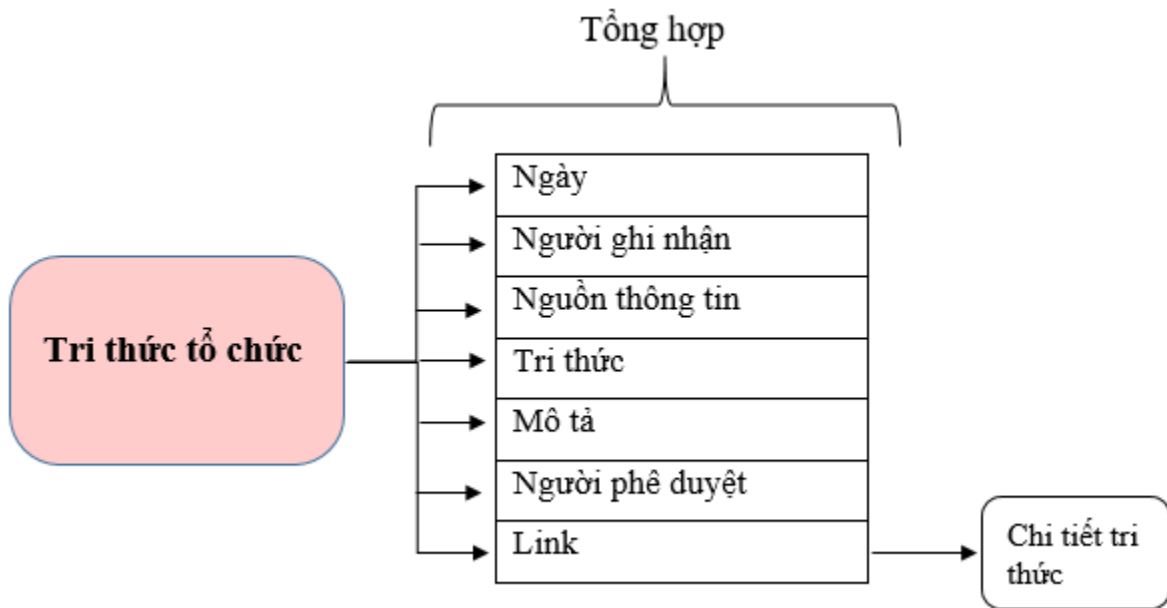 Tổng hợp
Tri thức tổ chức
Ngày
Người ghi nhận
Nguồn thông tin
Tri thức
Mô tả
Người phê duyệt
Link
Chi tiết tri
thức